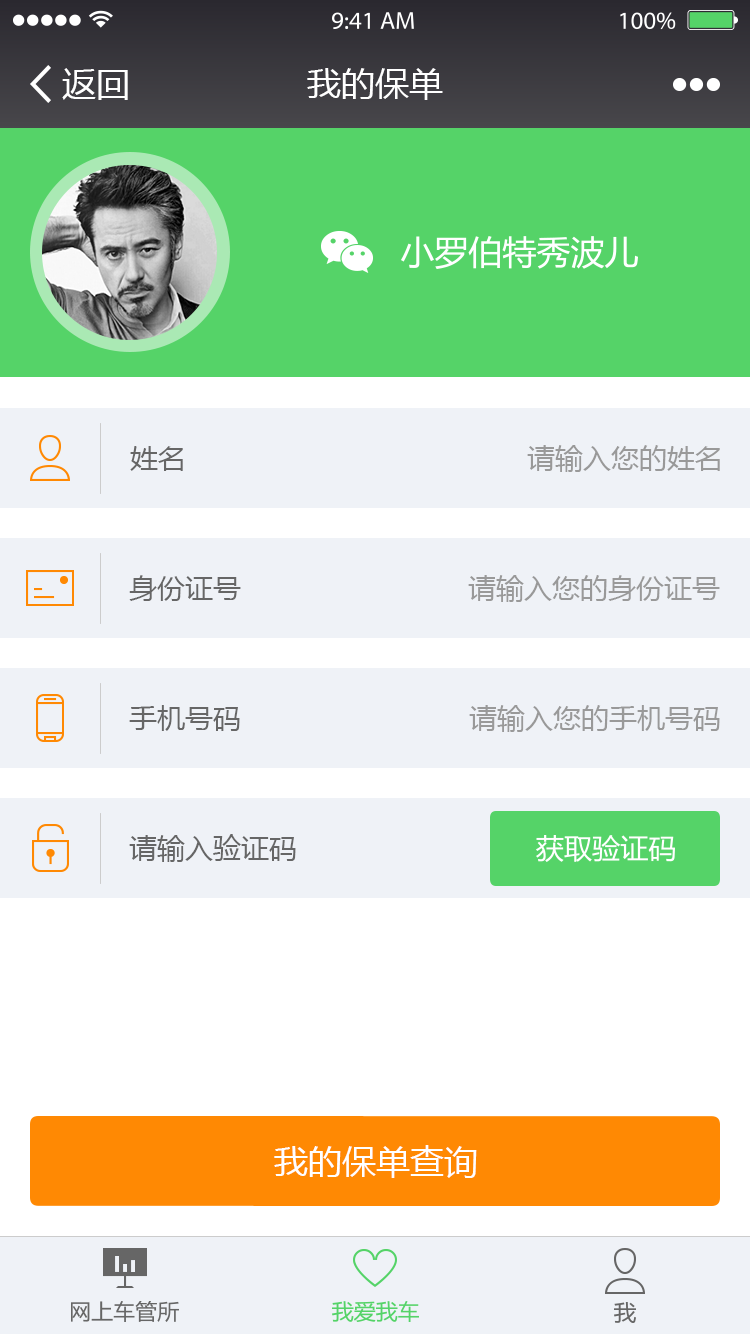 9:41 AM 100%
返回 我的保单
小罗伯特秀波儿
姓名 请输入您的姓名
身份证号 请输入您的身份证号
手机号码 请输入您的手机号码
请输入验证码 获取验证码
我的保单查询
网上车管所 我爱我车 我